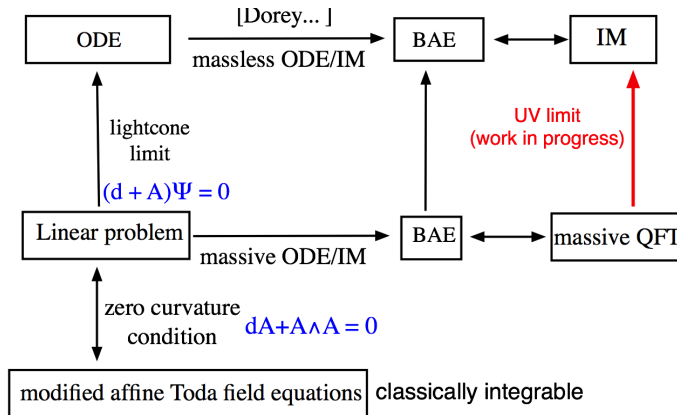 [Dorey... ]
ODE
BAE
IM
massless ODE/IM
lightcone
limit
UV limit
(work in progress)
(d + A)Ψ = 0
Linear problem
BAE
massive QFT
massive ODE/IM
zero curvature
condition
dA+A∧A = 0
modified affine Toda field equations
classically integrable